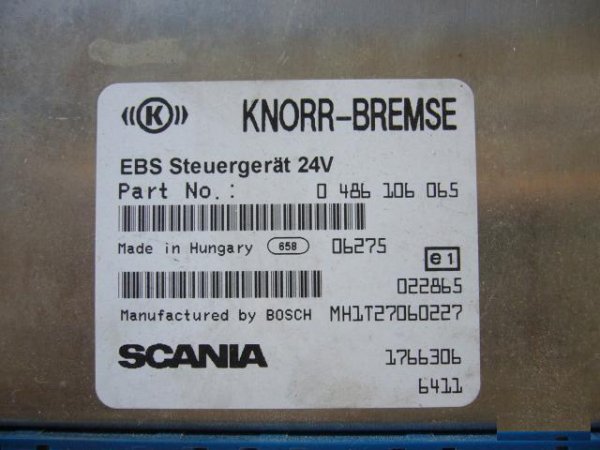 ((K)) KNORR-BREMSE
EBS Steuergerät 24V
Part No.: 0 486 106 065
Made in Hungary 658 06275
e1
022865
Manufactured by BOSCH MH1T27060227
SCANIA 1766306
6411